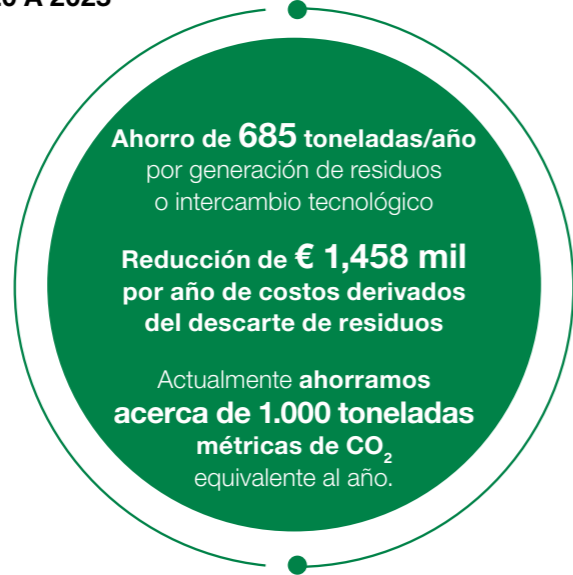 A 2023
Ahorro de 685 toneladas/año
por generación de residuos
o intercambio tecnológico
Reducción de € 1,458 mil
por año de costos derivados
del descarte de residuos
Actualmente ahorramos
acerca de 1.000 toneladas
métricas de CO₂
equivalente al año.